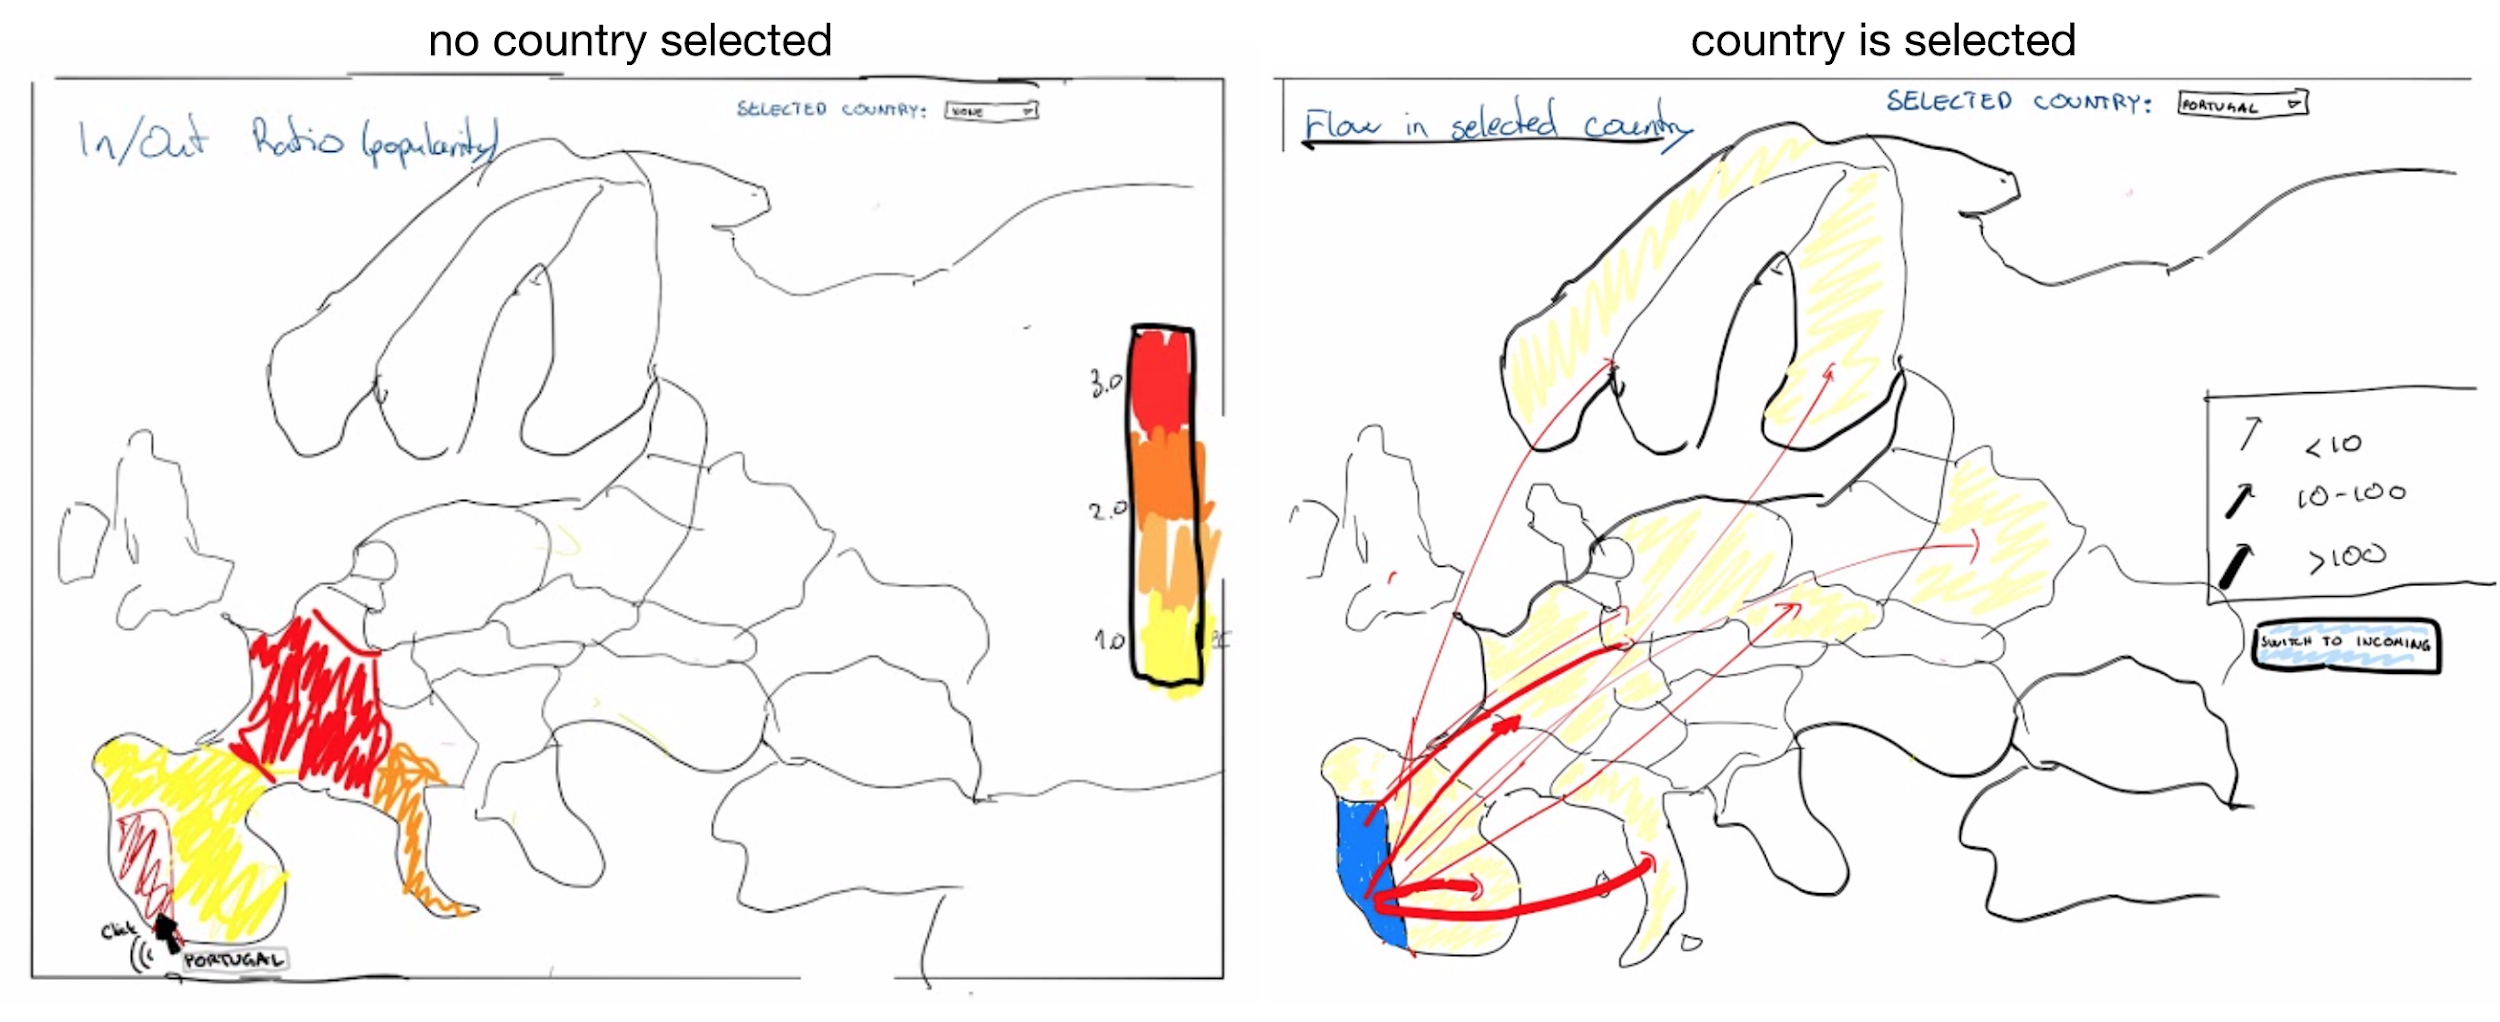 no country selected
In/Out Ratio (popularity)
SELECTED COUNTRY: NONE
3.0
2.0
1.0
Click
PORTUGAL
country is selected
Flow in selected country
SELECTED COUNTRY: PORTUGAL
<10
10-100
>100
SWITCH TO INCOMING